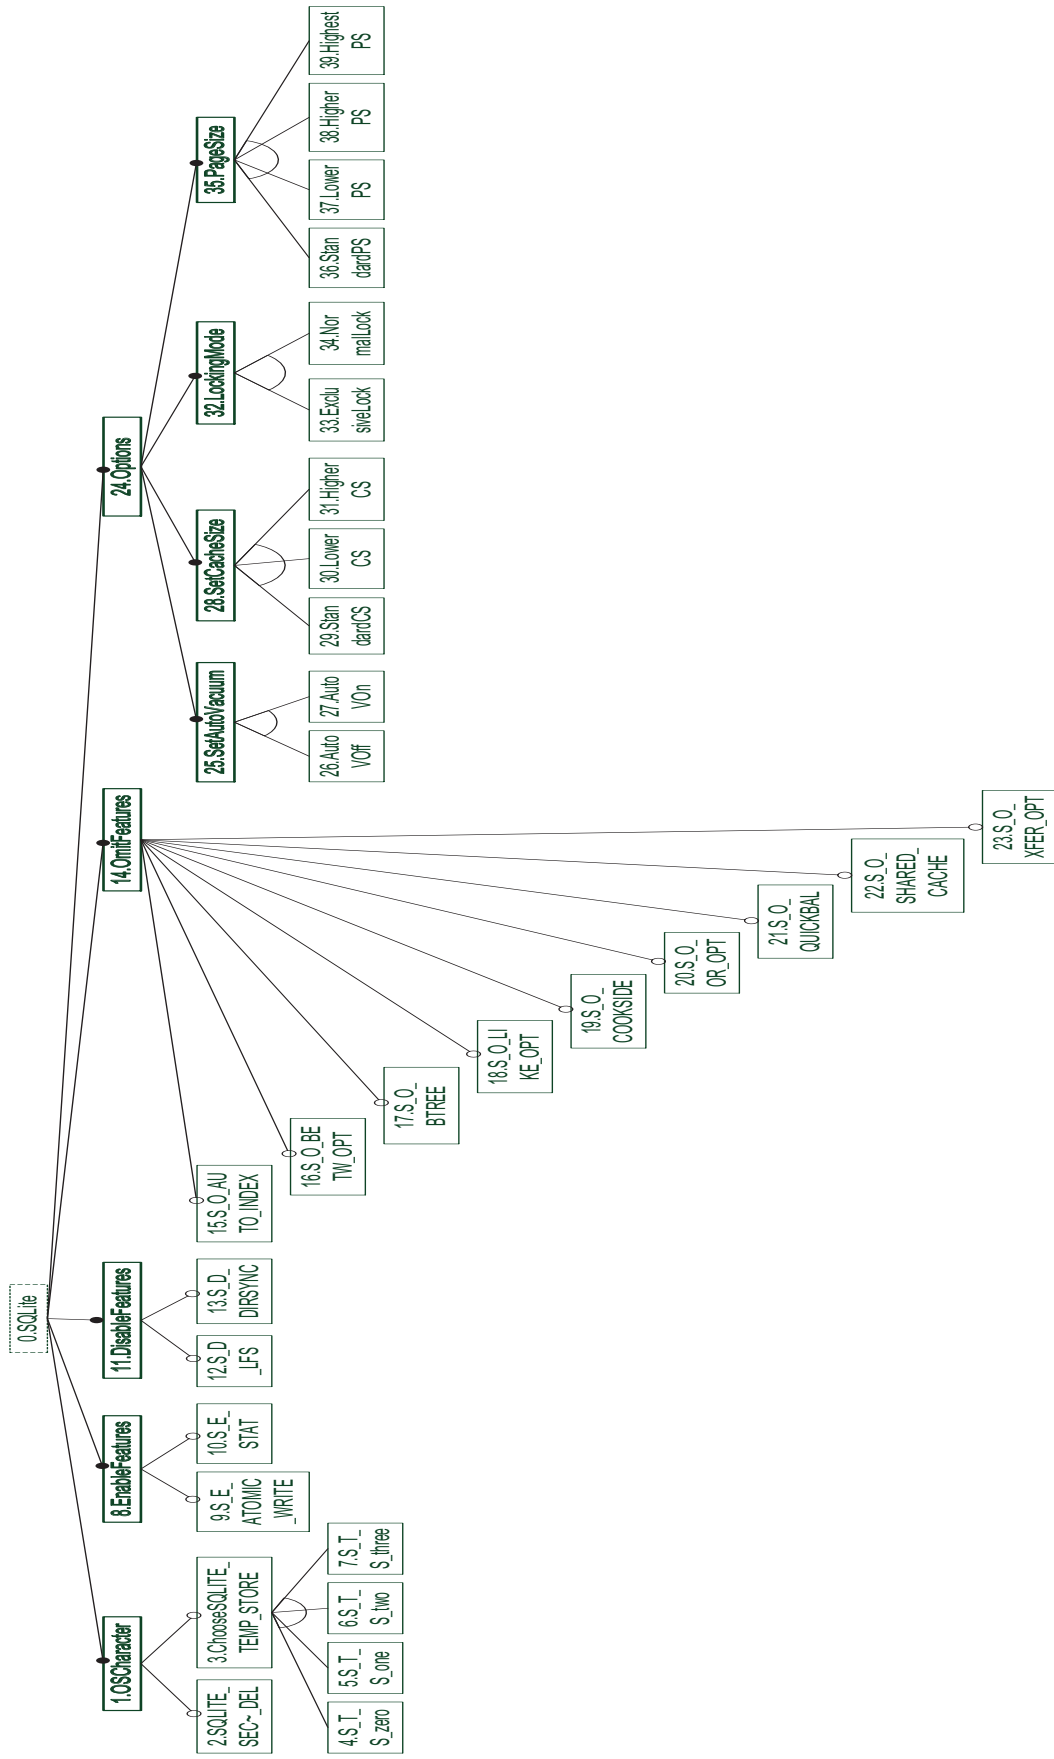 0.SQLite
1.OSCharacter
8.EnableFeatures
11.DisableFeatures
14.OmitFeatures
24.Options
2.SQLITE_
SEC~_DEL
3.ChooseSQLITE_
TEMP_STORE
4.S_T_
S_zero
5.S_T_
S_one
6.S_T_
S_two
7.S_T_
S_three
9.S_E_
ATOMIC
_WRITE
10.S_E_
STAT
12.S_D
_LFS
13.S_D_
DIRSYNC
15.S_O_AU
TO_INDEX
16.S_O_BE
TW_OPT
17.S_O_
BTREE
18.S_O_LI
KE_OPT
19.S_O_
COOKSIDE
20.S_O_
OR_OPT
21.S_O_
QUICKBAL
22.S_O_
SHARED_
CACHE
23.S_O_
XFER_OPT
25.SetAutoVacuum
26.Auto
VOff
27.Auto
VOn
28.SetCacheSize
29.Stan
dardCS
30.Lower
CS
31.Higher
CS
32.LockingMode
33.Exclu
siveLock
34.Nor
malLock
35.PageSize
36.Stan
dardPS
37.Lower
PS
38.Higher
PS
39.Highest
PS